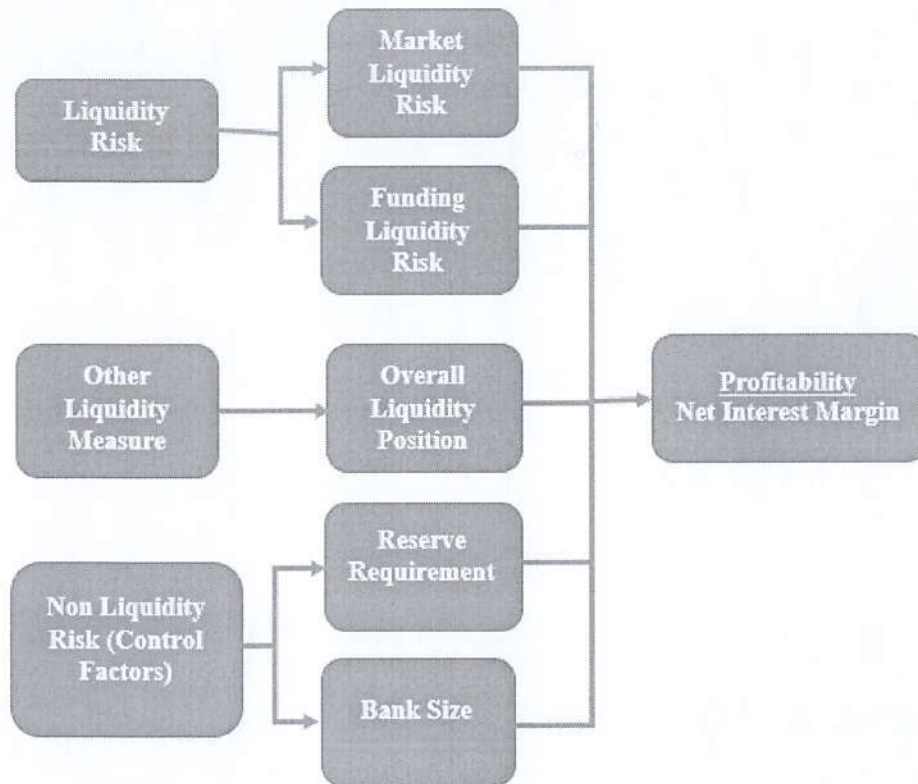 Market
Liquidity
Risk
Liquidity
Risk
Funding
Liquidity
Risk
Other
Liquidity
Measure
Overall
Liquidity
Position
Profitability
Net Interest Margin
Reserve
Requirement
Non Liquidity
Risk (Control
Factors)
Bank Size